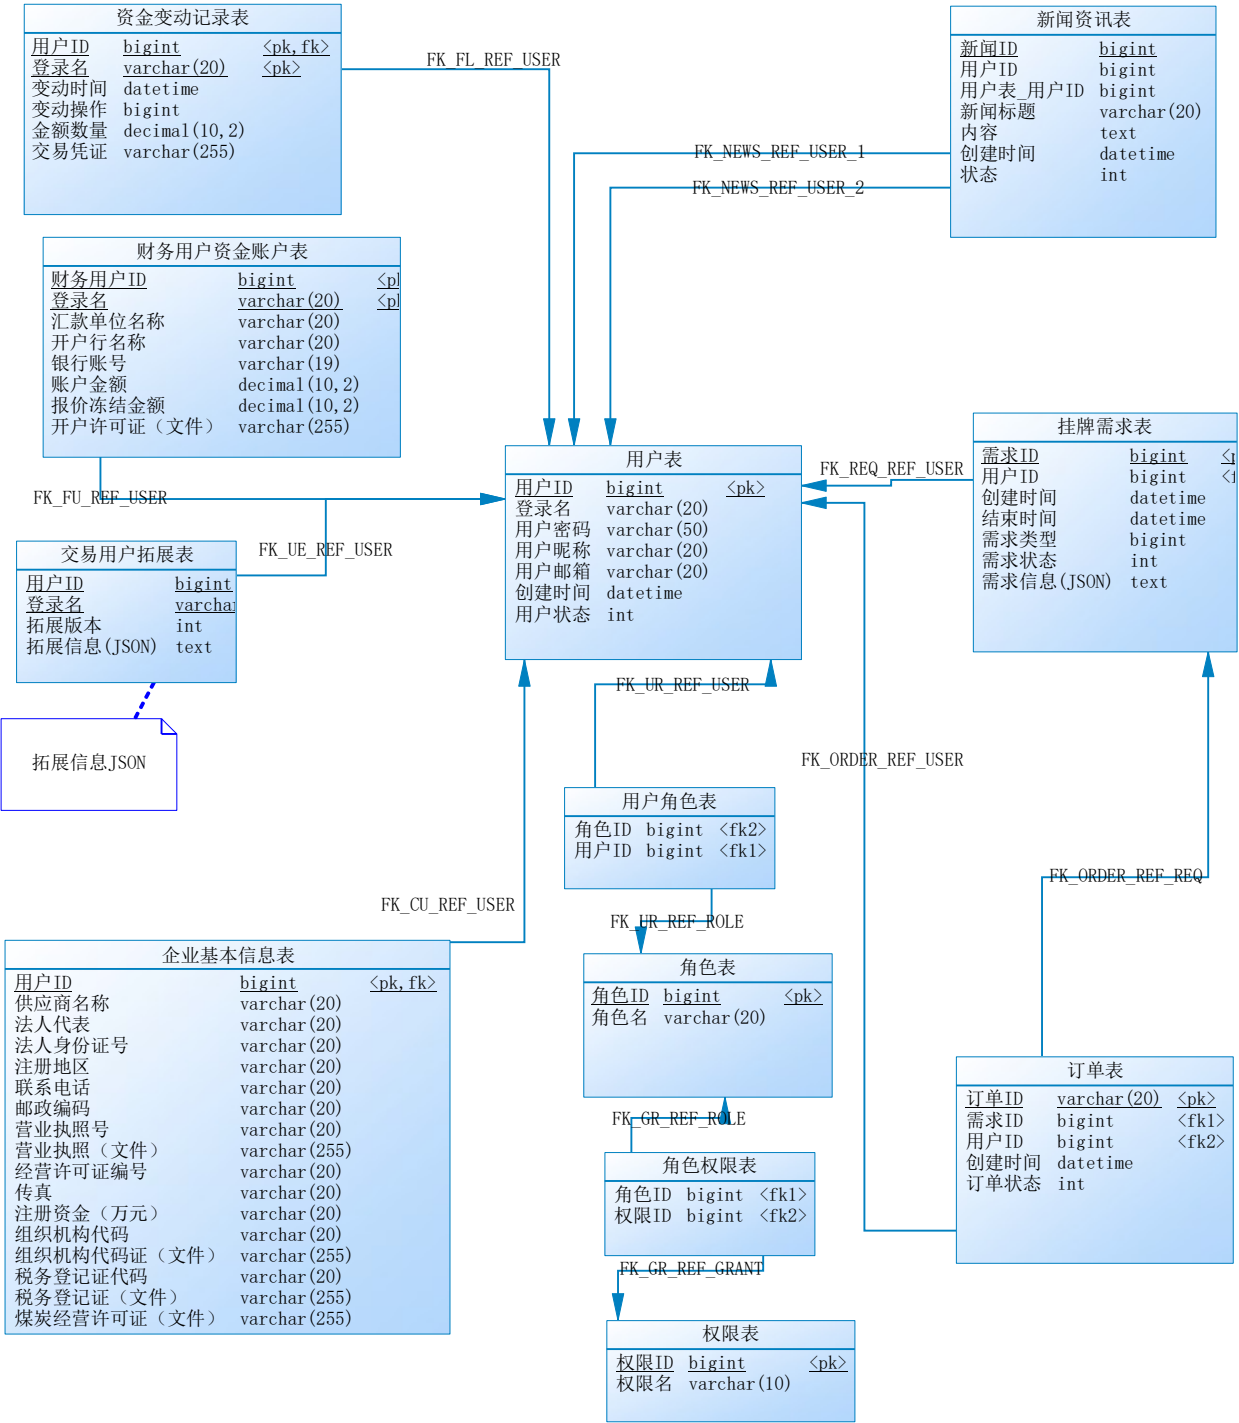 资金变动记录表
用户ID bigint <pk,fk>
登录名 varchar(20) <pk>
变动时间 datetime
变动操作 bigint
金额数量 decimal(10,2)
交易凭证 varchar(255)
FK_FL_REF_USER
新闻资讯表
新闻ID bigint
用户ID bigint
用户表_用户ID bigint
新闻标题 varchar(20)
内容 text
创建时间 datetime
状态 int
FK_NEWS_REF_USER_1
FK_NEWS_REF_USER_2
财务用户资金账户表
财务用户ID bigint <p
登录名 varchar(20) <p
汇款单位名称 varchar(20)
开户行名称 varchar(20)
银行账号 varchar(19)
账户金额 decimal(10,2)
报价冻结金额 decimal(10,2)
开户许可证（文件） varchar(255)
FK_FU_REF_USER
FK_UE_REF_USER
交易用户拓展表
用户ID bigint
登录名 varchar
拓展版本 int
拓展信息(JSON) text
拓展信息JSON
用户表
用户ID bigint <pk>
登录名 varchar(20)
用户密码 varchar(50)
用户昵称 varchar(20)
用户邮箱 varchar(20)
创建时间 datetime
用户状态 int
FK_REQ_REF_USER
挂牌需求表
需求ID bigint <
用户ID bigint <
创建时间 datetime
结束时间 datetime
需求类型 bigint
需求状态 int
需求信息(JSON) text
FK_UR_REF_USER
FK_ORDER_REF_USER
用户角色表
角色ID bigint <fk2>
用户ID bigint <fk1>
FK_CU_REF_USER
FK_UR_REF_ROLE
FK_ORDER_REF_REQ
企业基本信息表
用户ID bigint <pk,fk>
供应商名称 varchar(20)
法人代表 varchar(20)
法人身份证号 varchar(20)
注册地区 varchar(20)
联系电话 varchar(20)
邮政编码 varchar(20)
营业执照号 varchar(20)
营业执照（文件） varchar(255)
经营许可证编号 varchar(20)
传真 varchar(20)
注册资金（万元） varchar(20)
组织机构代码 varchar(20)
组织机构代码证（文件） varchar(255)
税务登记证代码 varchar(20)
税务登记证（文件） varchar(255)
煤炭经营许可证（文件） varchar(255)
角色表
角色ID bigint <pk>
角色名 varchar(20)
FK_GR_REF_ROLE
角色权限表
角色ID bigint <fk1>
权限ID bigint <fk2>
FK_GR_REF_GRANT
权限表
权限ID bigint <pk>
权限名 varchar(10)
订单表
订单ID varchar(20) <pk>
需求ID bigint <fk1>
用户ID bigint <fk2>
创建时间 datetime
订单状态 int